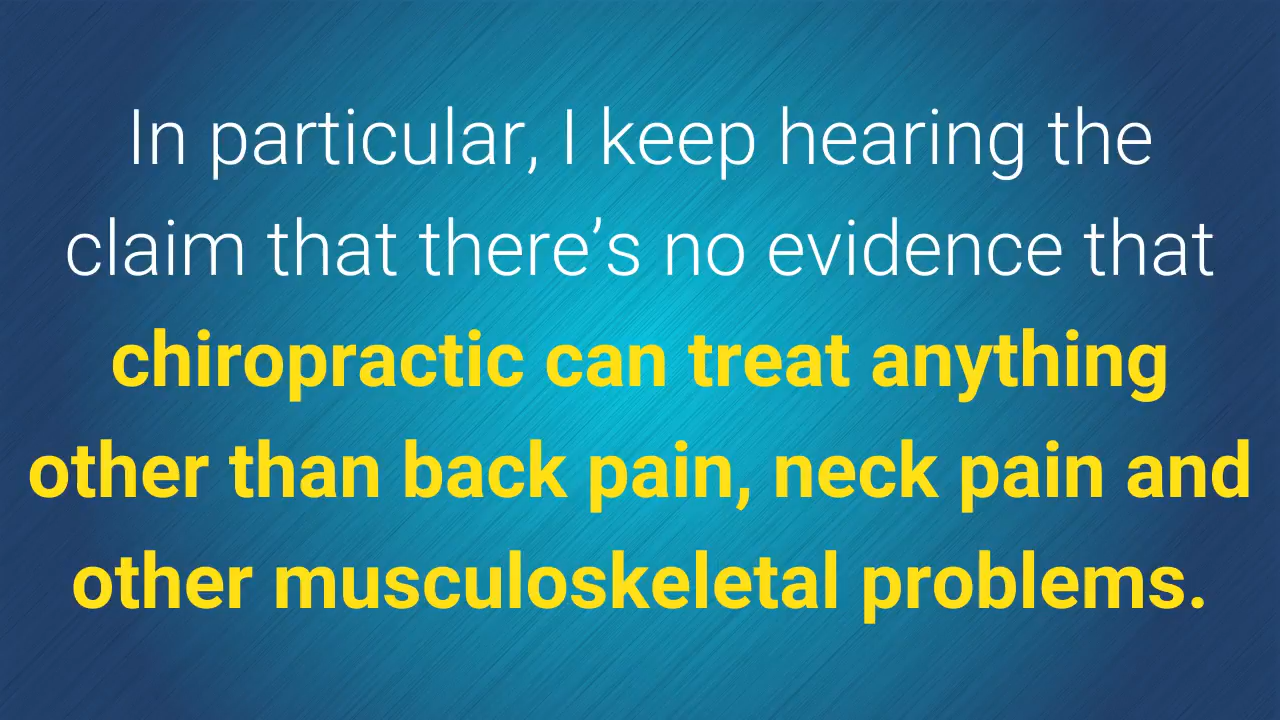 In particular, I keep hearing the
claim that there’s no evidence that
chiropractic can treat anything
other than back pain, neck pain and
other musculoskeletal problems.